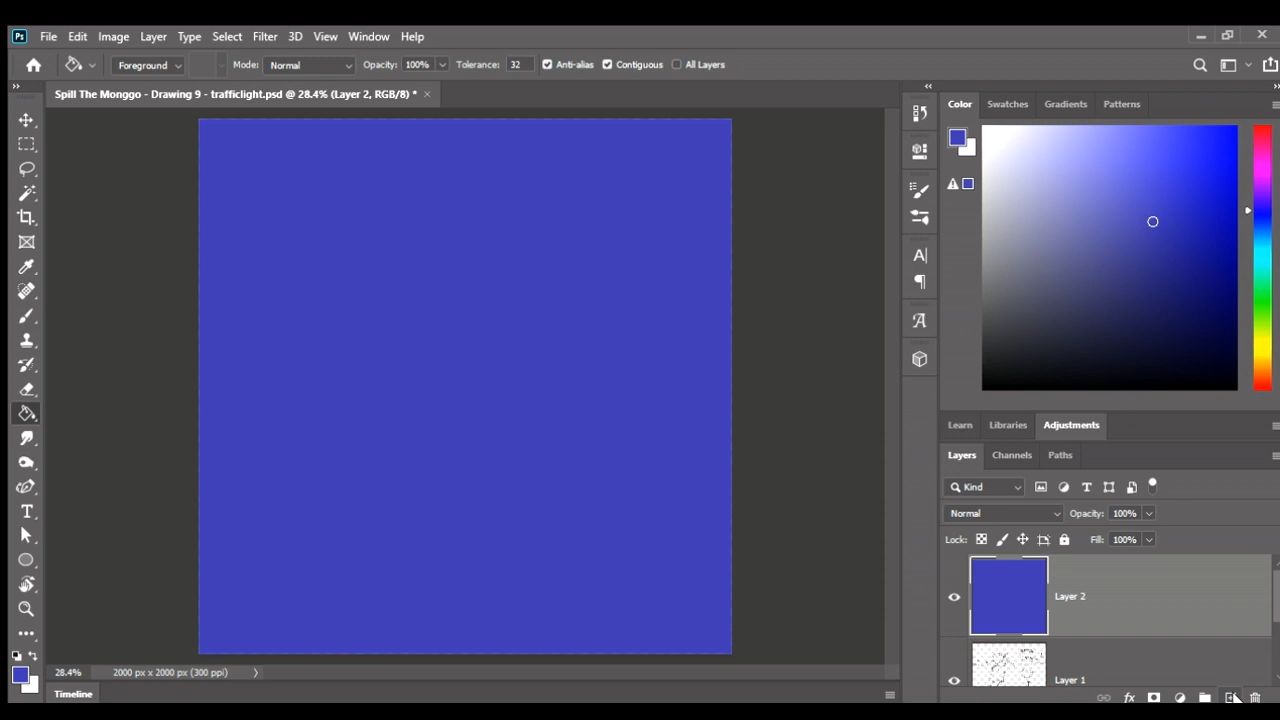 Ps File Edit Image Layer Type Select Filter 3D View Window Help
Foreground Mode: Normal Opacity: 100% Tolerance: 32 Anti-alias Contiguous All Layers
Spill The Monggo - Drawing 9 - trafficlight.psd @ 28.4% (Layer 2, RGB/8) *
Color Swatches Gradients Patterns
Learn Libraries Adjustments
Layers Channels Paths
Kind
Normal Opacity: 100%
Lock: Fill: 100%
Layer 2
Layer 1
28.4% 2000 px x 2000 px (300 ppi)
Timeline